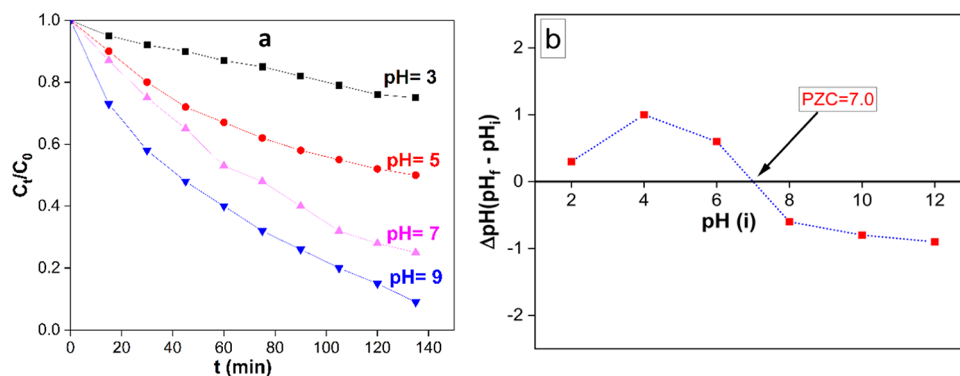 a
pH= 3
pH= 5
pH= 7
pH= 9
1.0
0.8
0.6
0.4
0.2
0.0
Cₜ/C₀
0 20 40 60 80 100 120 140
t (min)
b
PZC=7.0
2
1
0
-1
-2
ΔpH(pH_f - pH_i)
2 4 6 8 10 12
pH (i)